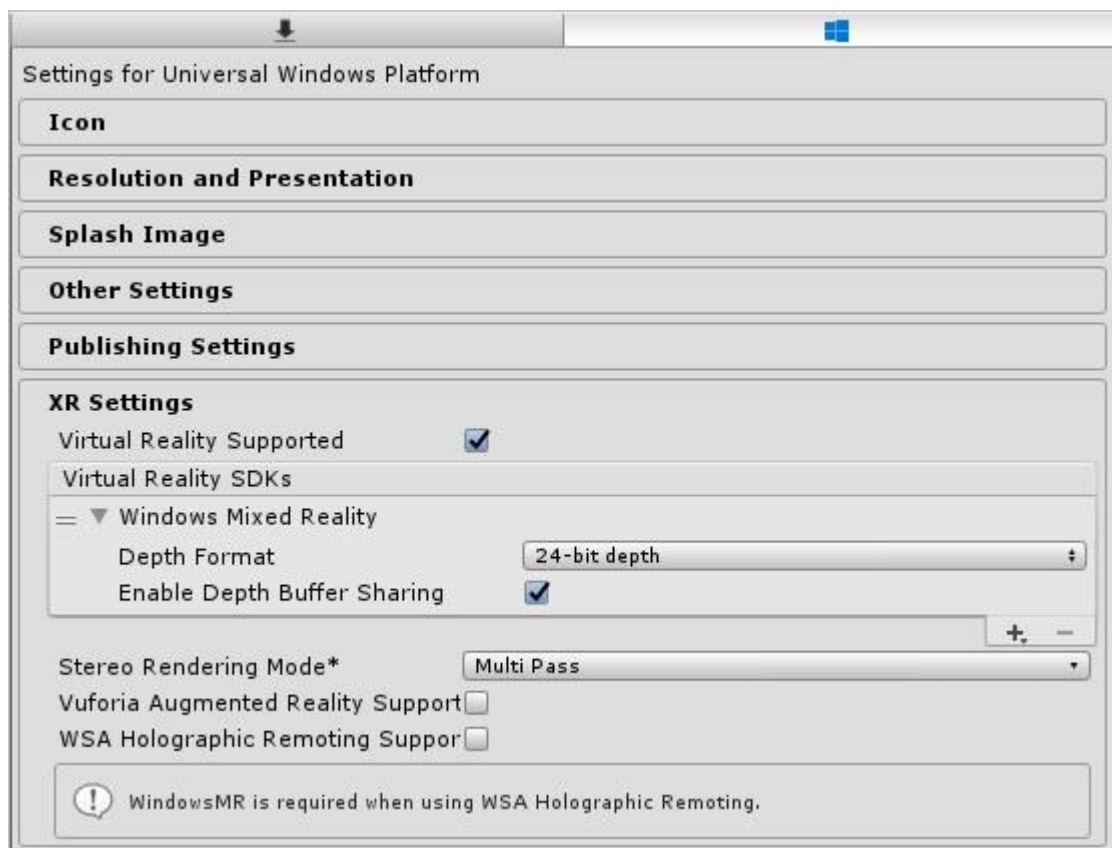 Settings for Universal Windows Platform
Icon
Resolution and Presentation
Splash Image
Other Settings
Publishing Settings
XR Settings
Virtual Reality Supported
Virtual Reality SDKs
Windows Mixed Reality
Depth Format 24-bit depth
Enable Depth Buffer Sharing
Stereo Rendering Mode* Multi Pass
Vuforia Augmented Reality Support
WSA Holographic Remoting Suppor
WindowsMR is required when using WSA Holographic Remoting.